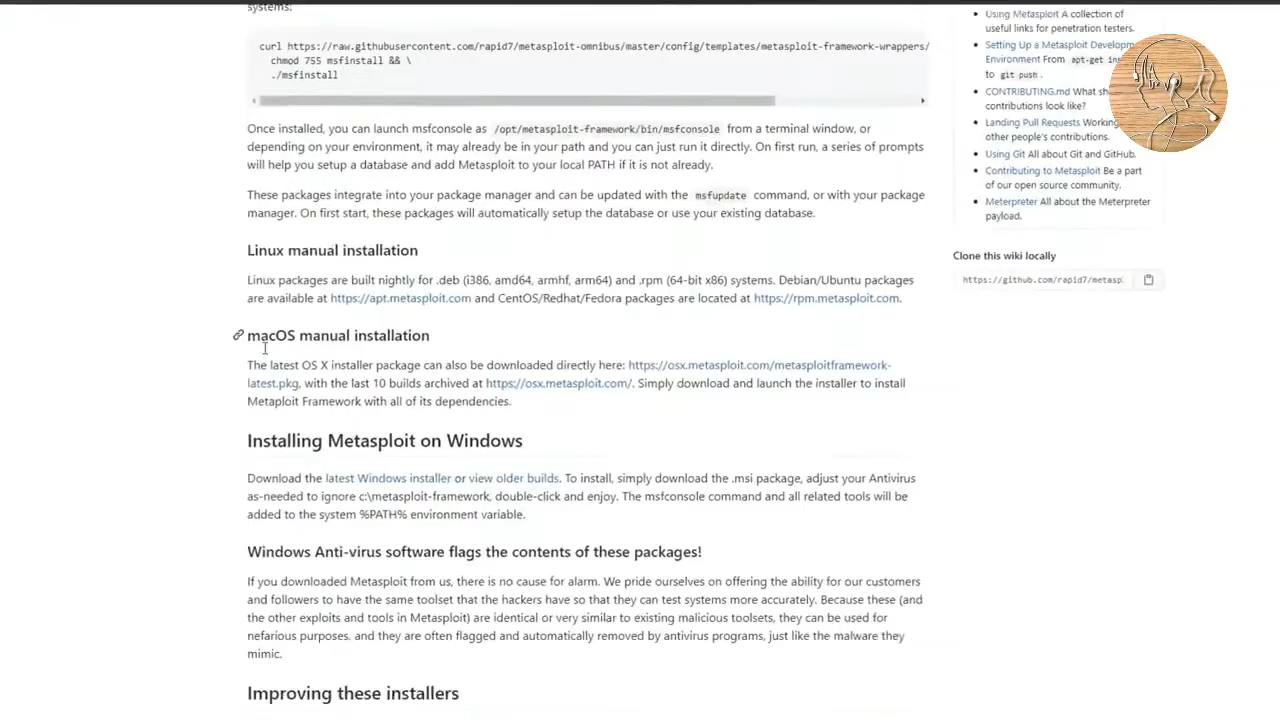 systems:
curl https://raw.githubusercontent.com/rapid7/metasploit-omnibus/master/config/templates/metasploit-framework-wrappers/
chmod 755 msfinstall && \
./msfinstall
Once installed, you can launch msfconsole as /opt/metasploit-framework/bin/msfconsole from a terminal window, or
depending on your environment, it may already be in your path and you can just run it directly. On first run, a series of prompts
will help you setup a database and add Metasploit to your local PATH if it is not already.
These packages integrate into your package manager and can be updated with the msfupdate command, or with your package
manager. On first start, these packages will automatically setup the database or use your existing database.
Linux manual installation
Linux packages are built nightly for .deb (i386, amd64, armhf, arm64) and .rpm (64-bit x86) systems. Debian/Ubuntu packages
are available at https://apt.metasploit.com and CentOS/Redhat/Fedora packages are located at https://rpm.metasploit.com.
macOS manual installation
The latest OS X installer package can also be downloaded directly here: https://osx.metasploit.com/metasploitframework-
latest.pkg, with the last 10 builds archived at https://osx.metasploit.com/. Simply download and launch the installer to install
Metaploit Framework with all of its dependencies.
Installing Metasploit on Windows
Download the latest Windows installer or view older builds. To install, simply download the .msi package, adjust your Antivirus
as-needed to ignore c:\metasploit-framework, double-click and enjoy. The msfconsole command and all related tools will be
added to the system %PATH% environment variable.
Windows Anti-virus software flags the contents of these packages!
If you downloaded Metasploit from us, there is no cause for alarm. We pride ourselves on offering the ability for our customers
and followers to have the same toolset that the hackers have so that they can test systems more accurately. Because these (and
the other exploits and tools in Metasploit) are identical or very similar to existing malicious toolsets, they can be used for
nefarious purposes, and they are often flagged and automatically removed by antivirus programs, just like the malware they
mimic.
Improving these installers
Using Metasploit A collection of
useful links for penetration testers.
Setting Up a Metasploit Developm
Environment From apt-get ins
to git push.
CONTRIBUTING.md What sh
contributions look like?
Landing Pull Requests Working
other people's contributions.
Using Git All about Git and GitHub.
Contributing to Metasploit Be a part
of our open source community.
Meterpreter All about the Meterpreter
payload.
Clone this wiki locally
https://github.com/rapid7/metasp